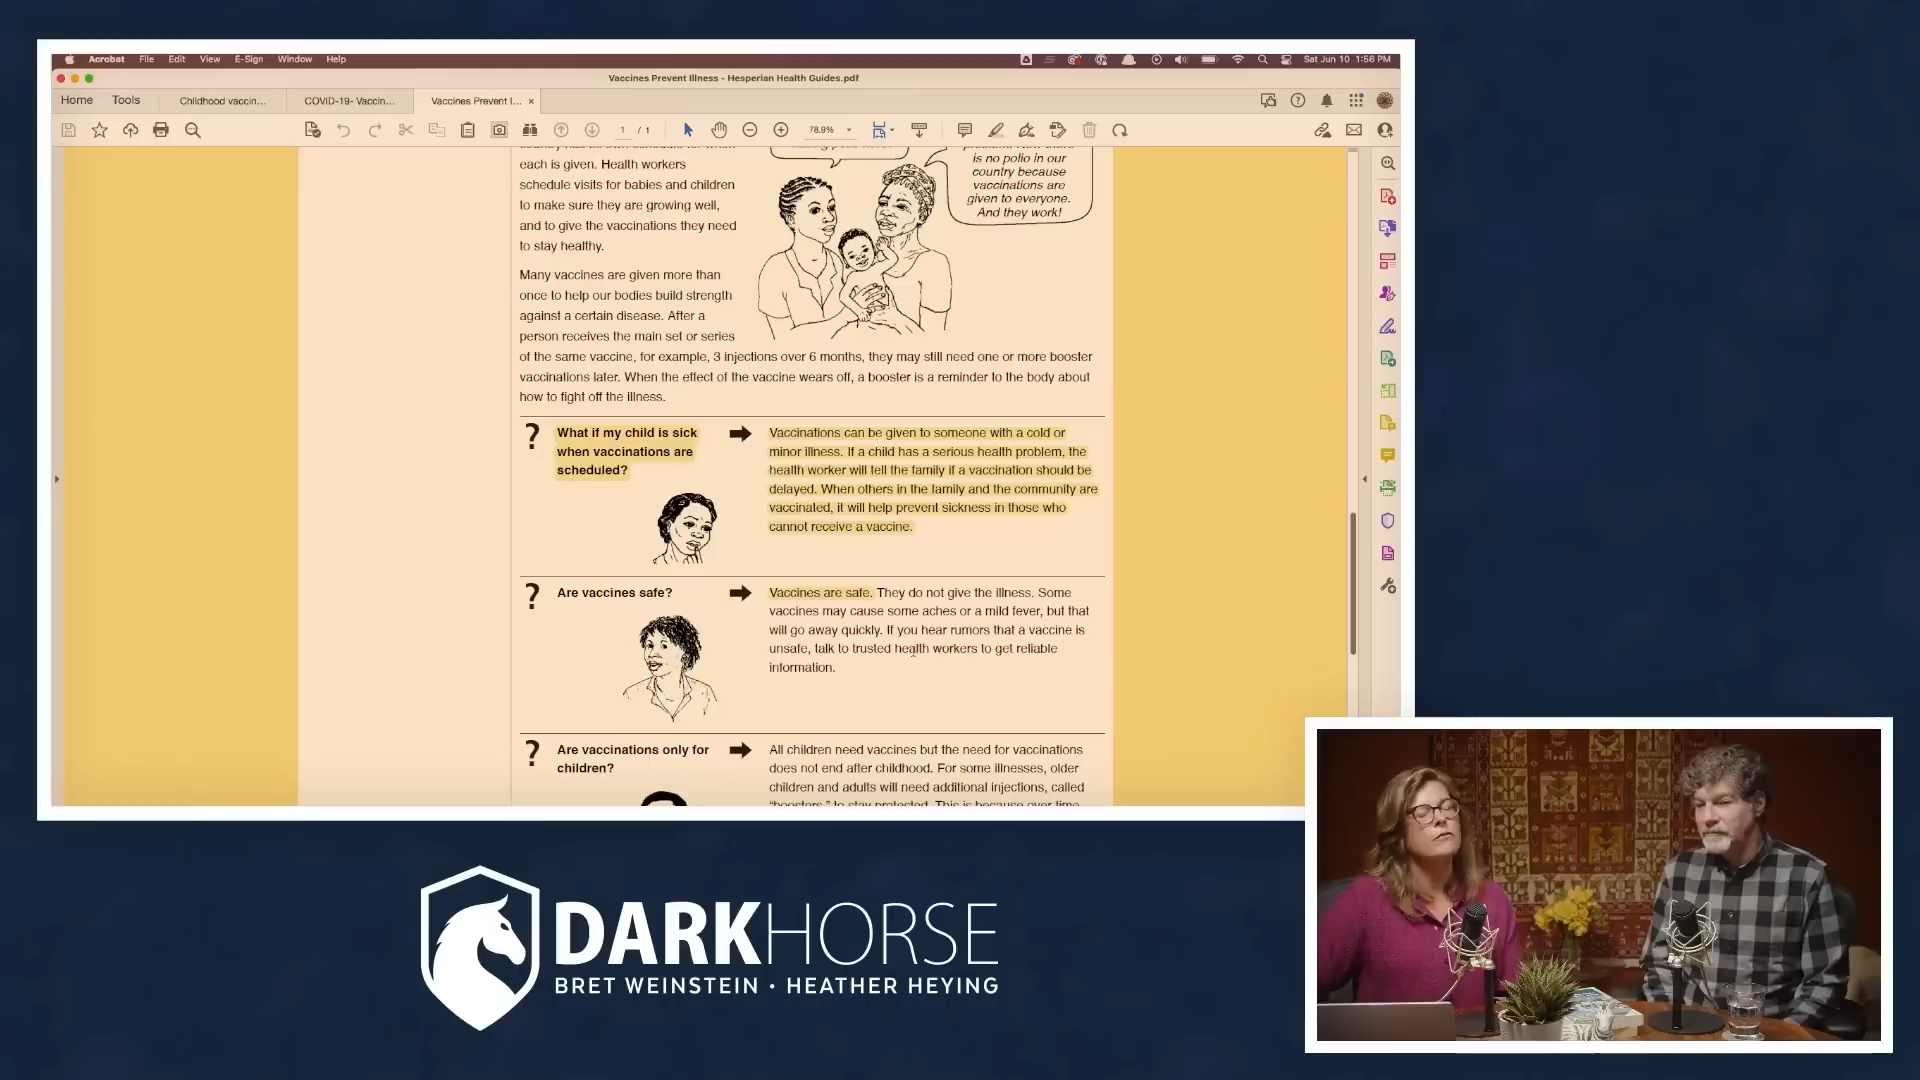 Acrobat File Edit View E-Sign Window Help
Sat Jun 10 1:56 PM
Vaccines Prevent Illness - Hesperian Health Guides.pdf
Home Tools Childhood vaccin... COVID-19- Vaccin... Vaccines Prevent I... ×
1 / 1 78.9%
each is given. Health workers
schedule visits for babies and children
to make sure they are growing well,
and to give the vaccinations they need
to stay healthy.
is no polio in our
country because
vaccinations are
given to everyone.
And they work!
Many vaccines are given more than
once to help our bodies build strength
against a certain disease. After a
person receives the main set or series
of the same vaccine, for example, 3 injections over 6 months, they may still need one or more booster
vaccinations later. When the effect of the vaccine wears off, a booster is a reminder to the body about
how to fight off the illness.
? What if my child is sick
when vaccinations are
scheduled?
Vaccinations can be given to someone with a cold or
minor illness. If a child has a serious health problem, the
health worker will tell the family if a vaccination should be
delayed. When others in the family and the community are
vaccinated, it will help prevent sickness in those who
cannot receive a vaccine.
? Are vaccines safe?
Vaccines are safe. They do not give the illness. Some
vaccines may cause some aches or a mild fever, but that
will go away quickly. If you hear rumors that a vaccine is
unsafe, talk to trusted health workers to get reliable
information.
? Are vaccinations only for
children?
All children need vaccines but the need for vaccinations
does not end after childhood. For some illnesses, older
children and adults will need additional injections, called
"boosters," to stay protected. This is because over time
DARKHORSE
BRET WEINSTEIN · HEATHER HEYING